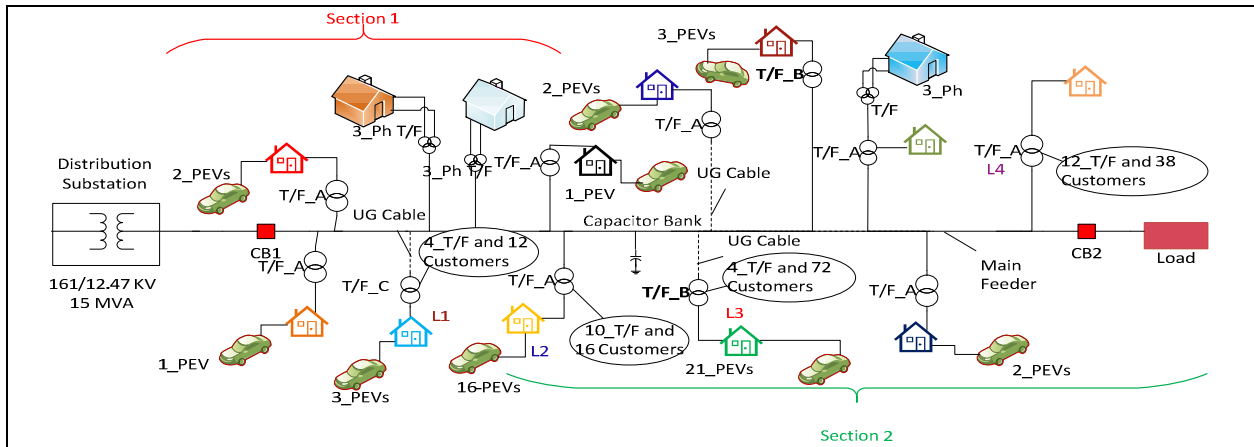 Section 1
3_PEVs
T/F_B
2_PEVs
T/F_A
3_Ph
T/F
3_Ph T/F
3_Ph T/F
T/F_A
1_PEV
T/F_A
T/F_A
L4
12_T/F and 38
Customers
Distribution
Substation
2_PEVs
T/F_A
UG Cable
UG Cable
Capacitor Bank
CB1
4_T/F and 12
Customers
UG Cable
4_T/F and 72
Customers
Main
Feeder
CB2
Load
161/12.47 KV
15 MVA
T/F_A
T/F_C
L1
T/F_A
10_T/F and
16 Customers
T/F_B
L3
T/F_A
1_PEV
3_PEVs
L2
16-PEVs
21_PEVs
2_PEVs
Section 2